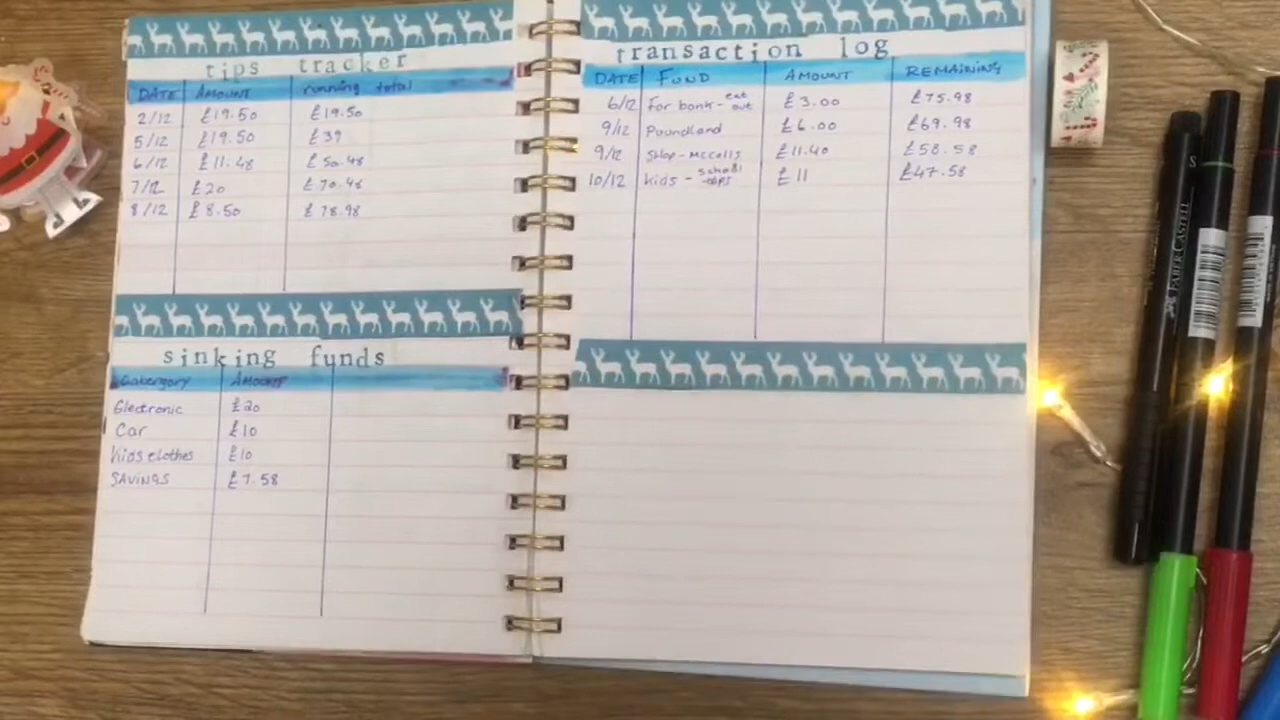 tips tracker
DATE AMOUNT running total
2/12 £19.50 £19.50
5/12 £19.50 £39
6/12 £11.48 £50.48
7/12 £20 £70.48
8/12 £8.50 £78.98
sinking funds
Catergory AMOUNT
Electronic £20
Car £10
Kids clothes £10
SAVINGS £7.58
transaction log
DATE FUND AMOUNT REMAINING
6/12 for bank - eat out £3.00 £75.98
9/12 Poundland £6.00 £69.98
9/12 Shop - McColls £11.40 £58.58
10/12 Kids - school £11 £47.58
FABER-CASTELL